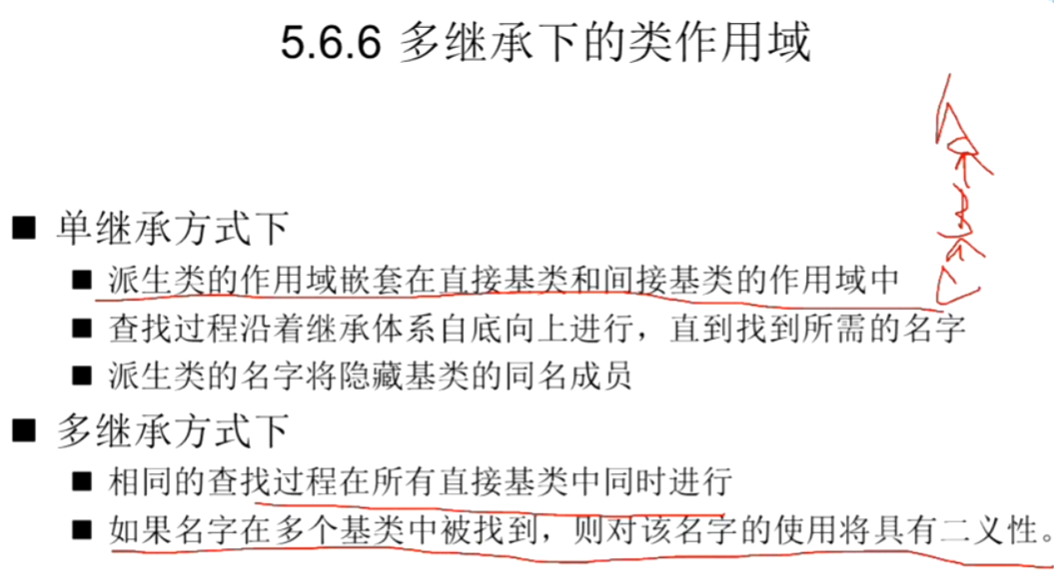 5.6.6 多继承下的类作用域
■ 单继承方式下
■ 派生类的作用域嵌套在直接基类和间接基类的作用域中
■ 查找过程沿着继承体系自底向上进行，直到找到所需的名字
■ 派生类的名字将隐藏基类的同名成员
■ 多继承方式下
■ 相同的查找过程在所有直接基类中同时进行
■ 如果名字在多个基类中被找到，则对该名字的使用将具有二义性。